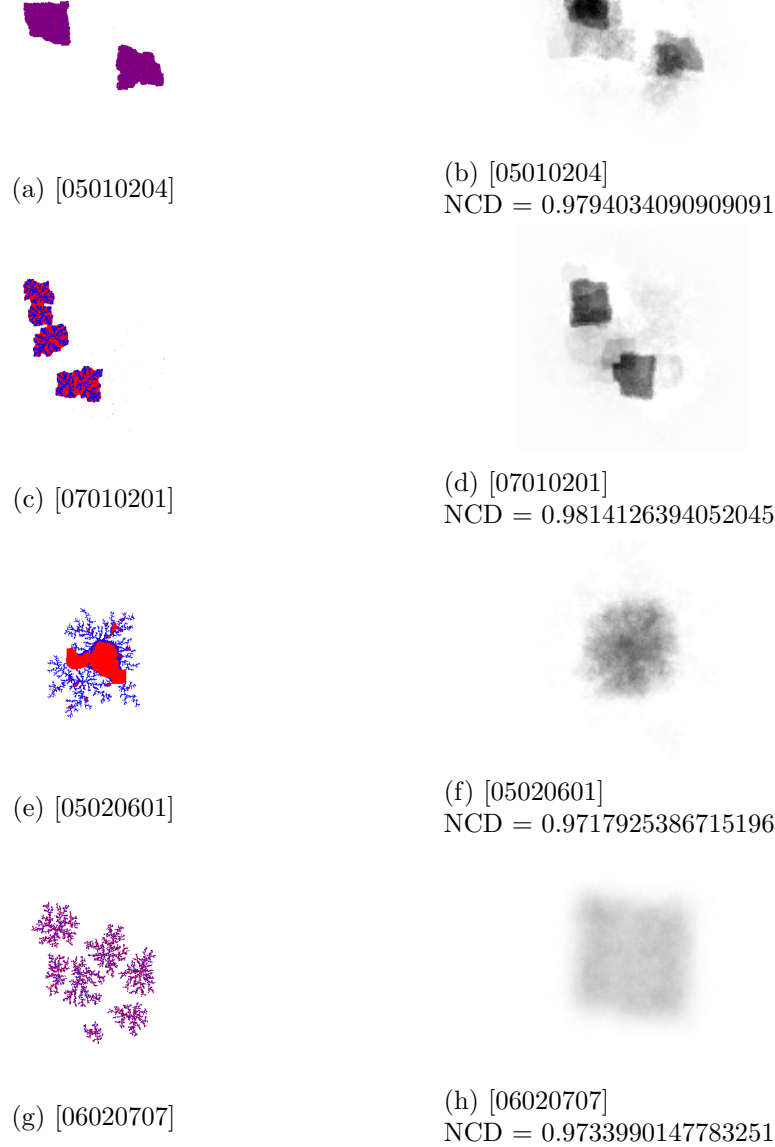 (a) [05010204]
(b) [05010204]
NCD = 0.9794034090909091
(c) [07010201]
(d) [07010201]
NCD = 0.9814126394052045
(e) [05020601]
(f) [05020601]
NCD = 0.9717925386715196
(g) [06020707]
(h) [06020707]
NCD = 0.9733990147783251